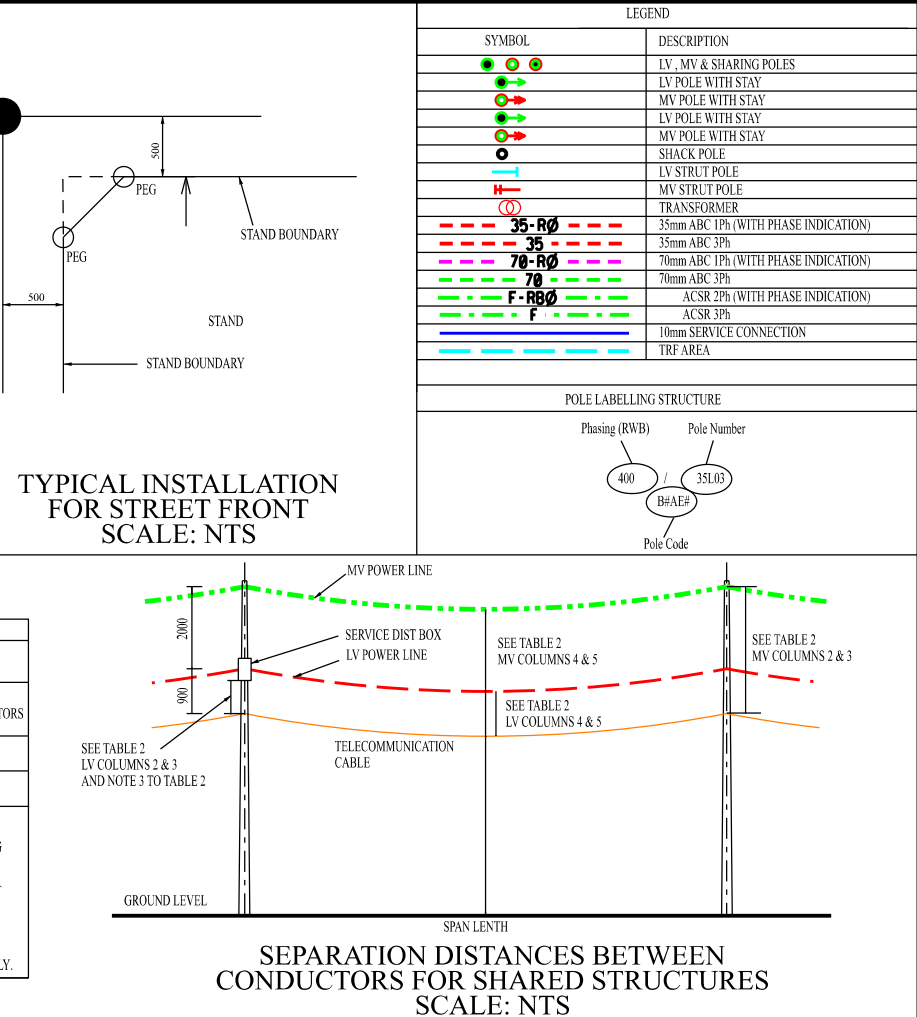 LEGEND
SYMBOL DESCRIPTION
LV , MV & SHARING POLES
LV POLE WITH STAY
MV POLE WITH STAY
LV POLE WITH STAY
MV POLE WITH STAY
SHACK POLE
LV STRUT POLE
MV STRUT POLE
TRANSFORMER
35-RØ 35mm ABC 1Ph (WITH PHASE INDICATION)
35 35mm ABC 3Ph
70-RØ 70mm ABC 1Ph (WITH PHASE INDICATION)
70 70mm ABC 3Ph
F-RBØ ACSR 2Ph (WITH PHASE INDICATION)
F ACSR 3Ph
10mm SERVICE CONNECTION
TRF AREA
POLE LABELLING STRUCTURE
Phasing (RWB) Pole Number
400 / 35L03
B#AE#
Pole Code
500
PEG
STAND BOUNDARY
PEG
500
STAND
STAND BOUNDARY
TYPICAL INSTALLATION
FOR STREET FRONT
SCALE: NTS
MV POWER LINE
2000
SERVICE DIST BOX
LV POWER LINE
SEE TABLE 2
MV COLUMNS 4 & 5
SEE TABLE 2
MV COLUMNS 2 & 3
900
SEE TABLE 2
LV COLUMNS 4 & 5
SEE TABLE 2
LV COLUMNS 2 & 3
AND NOTE 3 TO TABLE 2
TELECOMMUNICATION
CABLE
GROUND LEVEL
SPAN LENTH
SEPARATION DISTANCES BETWEEN
CONDUCTORS FOR SHARED STRUCTURES
SCALE: NTS
TORS
LY.